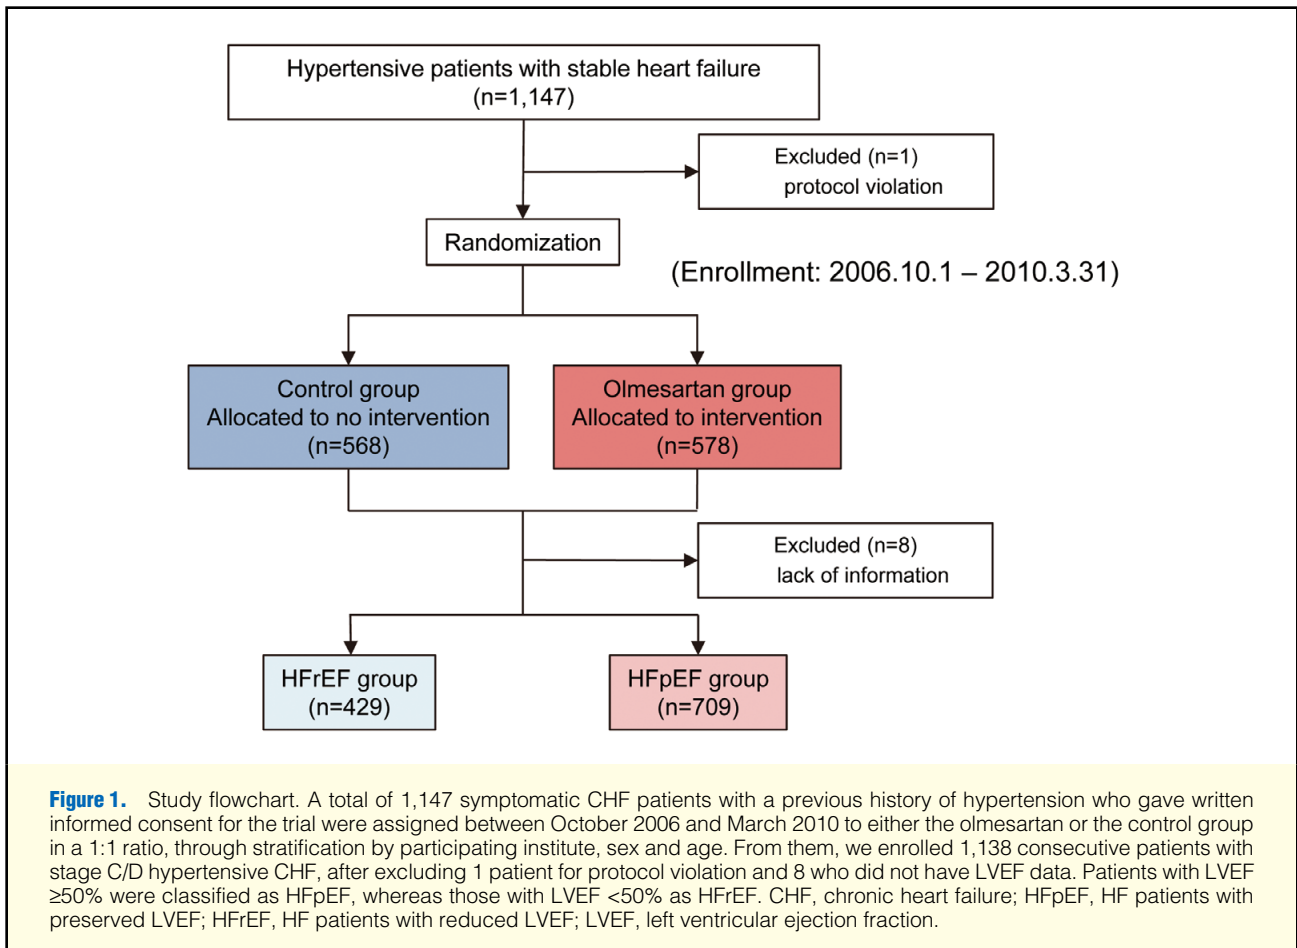 Hypertensive patients with stable heart failure
(n=1,147)
Excluded (n=1)
protocol violation
Randomization
(Enrollment: 2006.10.1 – 2010.3.31)
Control group
Allocated to no intervention
(n=568)
Olmesartan group
Allocated to intervention
(n=578)
Excluded (n=8)
lack of information
HFrEF group
(n=429)
HFpEF group
(n=709)
Figure 1. Study flowchart. A total of 1,147 symptomatic CHF patients with a previous history of hypertension who gave written
informed consent for the trial were assigned between October 2006 and March 2010 to either the olmesartan or the control group
in a 1:1 ratio, through stratification by participating institute, sex and age. From them, we enrolled 1,138 consecutive patients with
stage C/D hypertensive CHF, after excluding 1 patient for protocol violation and 8 who did not have LVEF data. Patients with LVEF
≥50% were classified as HFpEF, whereas those with LVEF <50% as HFrEF. CHF, chronic heart failure; HFpEF, HF patients with
preserved LVEF; HFrEF, HF patients with reduced LVEF; LVEF, left ventricular ejection fraction.